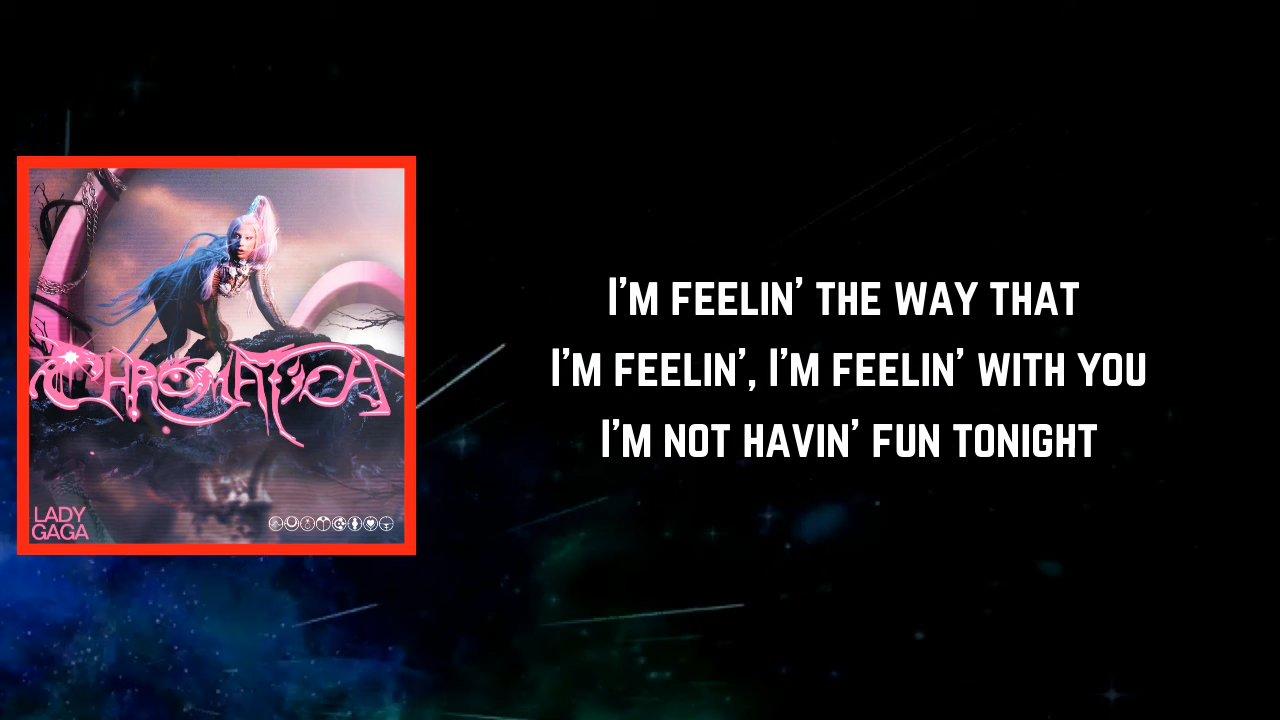 CHROMATICA
LADY
GAGA
I'M FEELIN' THE WAY THAT
I'M FEELIN', I'M FEELIN' WITH YOU
I'M NOT HAVIN' FUN TONIGHT